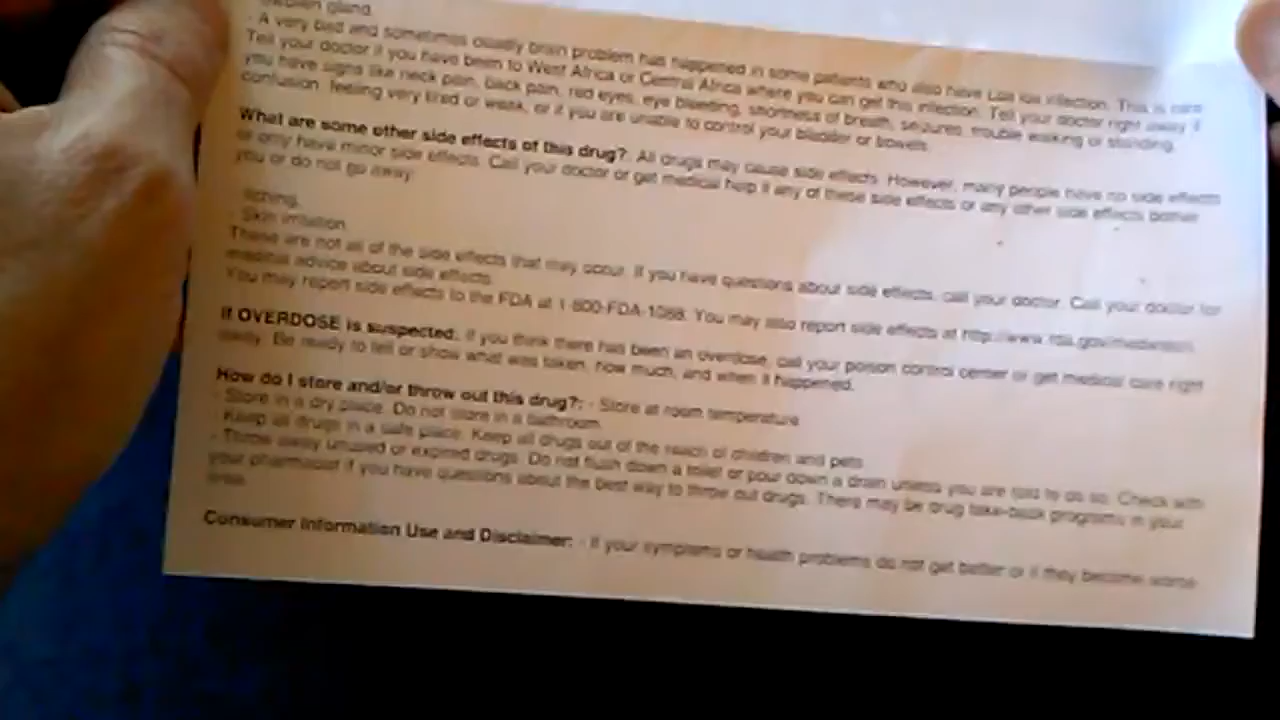 swollen gland.
- A very bad and sometimes deadly brain problem has happened in some patients who also have Loa loa infection. This is rare.
Tell your doctor if you have been to West Africa or Central Africa where you can get this infection. Tell your doctor right away if
you have signs like neck pain, back pain, red eyes, eye bleeding, shortness of breath, seizures, trouble walking or standing,
confusion, feeling very tired or weak, or if you are unable to control your bladder or bowels.
What are some other side effects of this drug?: All drugs may cause side effects. However, many people have no side effects
or only have minor side effects. Call your doctor or get medical help if any of these side effects or any other side effects bother
you or do not go away:
Itching.
- Skin irritation.
These are not all of the side effects that may occur. If you have questions about side effects, call your doctor. Call your doctor for
medical advice about side effects.
You may report side effects to the FDA at 1-800-FDA-1088. You may also report side effects at http://www.fda.gov/medwatch.
If OVERDOSE is suspected: If you think there has been an overdose, call your poison control center or get medical care right
away. Be ready to tell or show what was taken, how much, and when it happened.
How do I store and/or throw out this drug?: - Store at room temperature.
- Store in a dry place. Do not store in a bathroom.
- Keep all drugs in a safe place. Keep all drugs out of the reach of children and pets.
- Throw away unused or expired drugs. Do not flush down a toilet or pour down a drain unless you are told to do so. Check with
your pharmacist if you have questions about the best way to throw out drugs. There may be drug take-back programs in your
area.
Consumer Information Use and Disclaimer: - If your symptoms or health problems do not get better or if they become worse